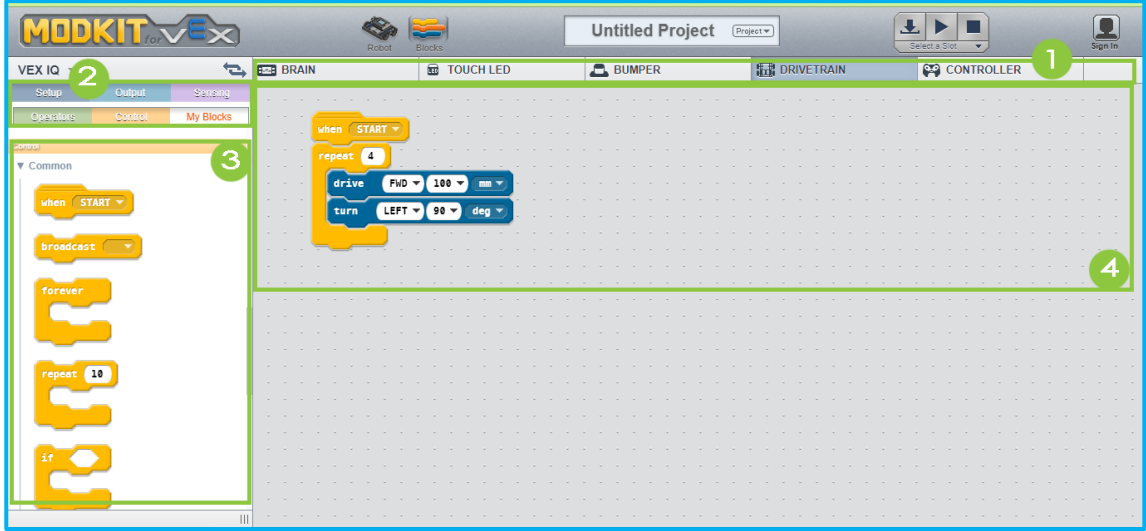 MODKIT for VEX
Robot
Blocks
Untitled Project
Project
Select a Slot
Sign In
VEX IQ
BRAIN
TOUCH LED
BUMPER
DRIVETRAIN
CONTROLLER
1
2
Setup
Output
Sensing
Operators
Control
My Blocks
Control
3
Common
when START
broadcast
forever
repeat 10
if
when START
repeat 4
drive FWD 100 mm
turn LEFT 90 deg
4